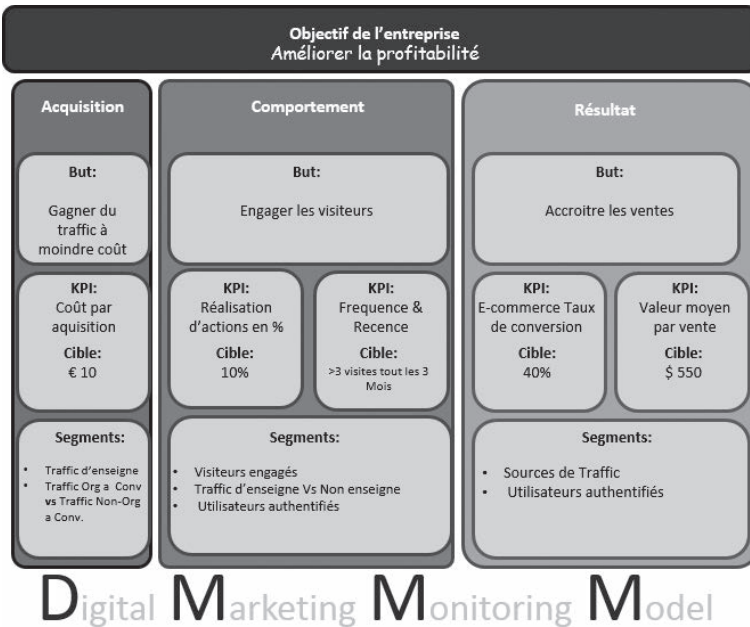 Objectif de l'entreprise
Améliorer la profitabilité
Acquisition
But:
Gagner du
traffic à
moindre coût
KPI:
Coût par
aquisition
Cible:
€ 10
Segments:
• Traffic d'enseigne
• Traffic Org a Conv
vs Traffic Non-Org
a Conv.
Comportement
But:
Engager les visiteurs
KPI:
Réalisation
d'actions en %
Cible:
10%
KPI:
Frequence &
Recence
Cible:
>3 visites tout les 3
Mois
Segments:
• Visiteurs engagés
• Traffic d'enseigne Vs Non enseigne
• Utilisateurs authentifiés
Résultat
But:
Accroitre les ventes
KPI:
E-commerce Taux
de conversion
Cible:
40%
KPI:
Valeur moyen
par vente
Cible:
$ 550
Segments:
• Sources de Traffic
• Utilisateurs authentifiés
Digital Marketing Monitoring Model